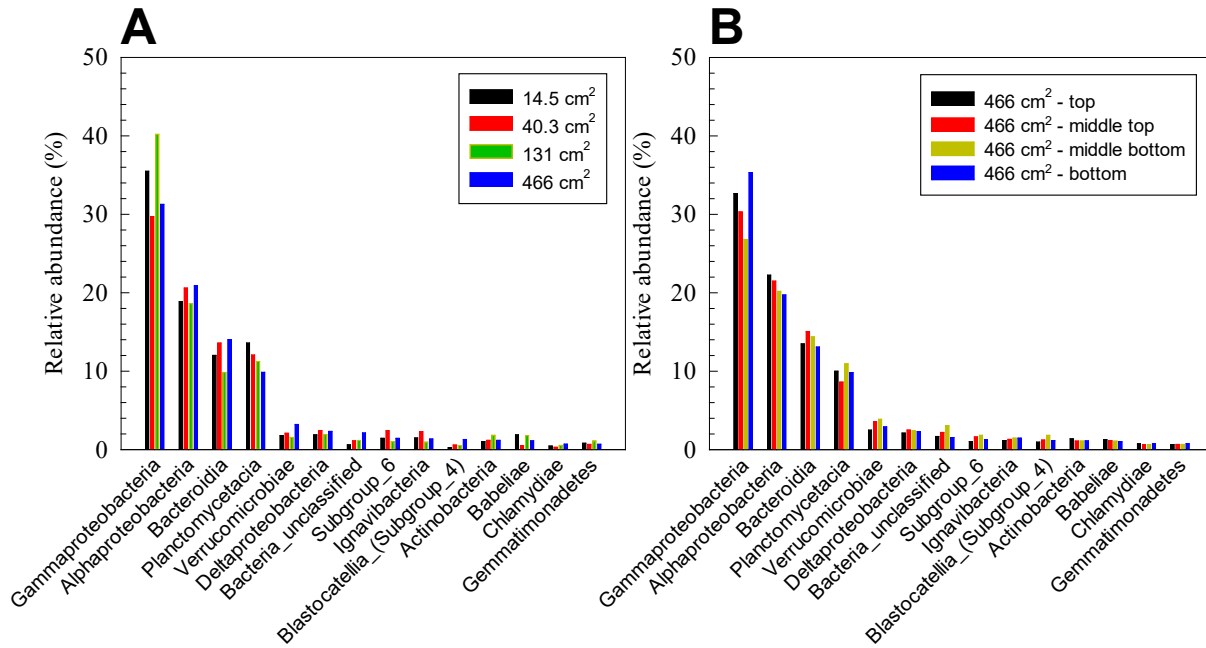 A
Relative abundance (%)
50
40
30
20
10
0
14.5 cm²
40.3 cm²
131 cm²
466 cm²
Gammaproteobacteria
Alphaproteobacteria
Bacteroidia
Planctomycetacia
Verrucomicrobiae
Deltaproteobacteria
Bacteria_unclassified
Subgroup_6
Ignavibacteria
Blastocatellia_(Subgroup_4)
Actinobacteria
Babeliae
Chlamydiae
Gemmatimonadetes
B
Relative abundance (%)
50
40
30
20
10
0
466 cm² - top
466 cm² - middle top
466 cm² - middle bottom
466 cm² - bottom
Gammaproteobacteria
Alphaproteobacteria
Bacteroidia
Planctomycetacia
Verrucomicrobiae
Deltaproteobacteria
Bacteria_unclassified
Subgroup_6
Ignavibacteria
Blastocatellia_(Subgroup_4)
Actinobacteria
Babeliae
Chlamydiae
Gemmatimonadetes